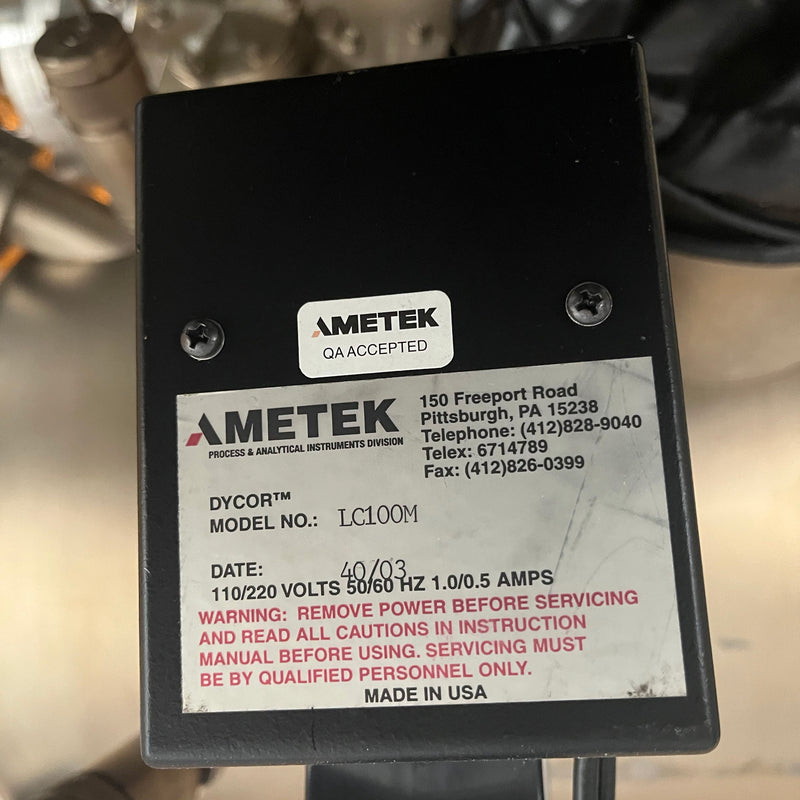 AMETEK
QA ACCEPTED
AMETEK
PROCESS & ANALYTICAL INSTRUMENTS DIVISION
150 Freeport Road
Pittsburgh, PA 15238
Telephone: (412)828-9040
Telex: 6714789
Fax: (412)826-0399
DYCOR™
MODEL NO.: LC100M
DATE: 40/03
110/220 VOLTS 50/60 HZ 1.0/0.5 AMPS
WARNING: REMOVE POWER BEFORE SERVICING
AND READ ALL CAUTIONS IN INSTRUCTION
MANUAL BEFORE USING. SERVICING MUST
BE BY QUALIFIED PERSONNEL ONLY.
MADE IN USA